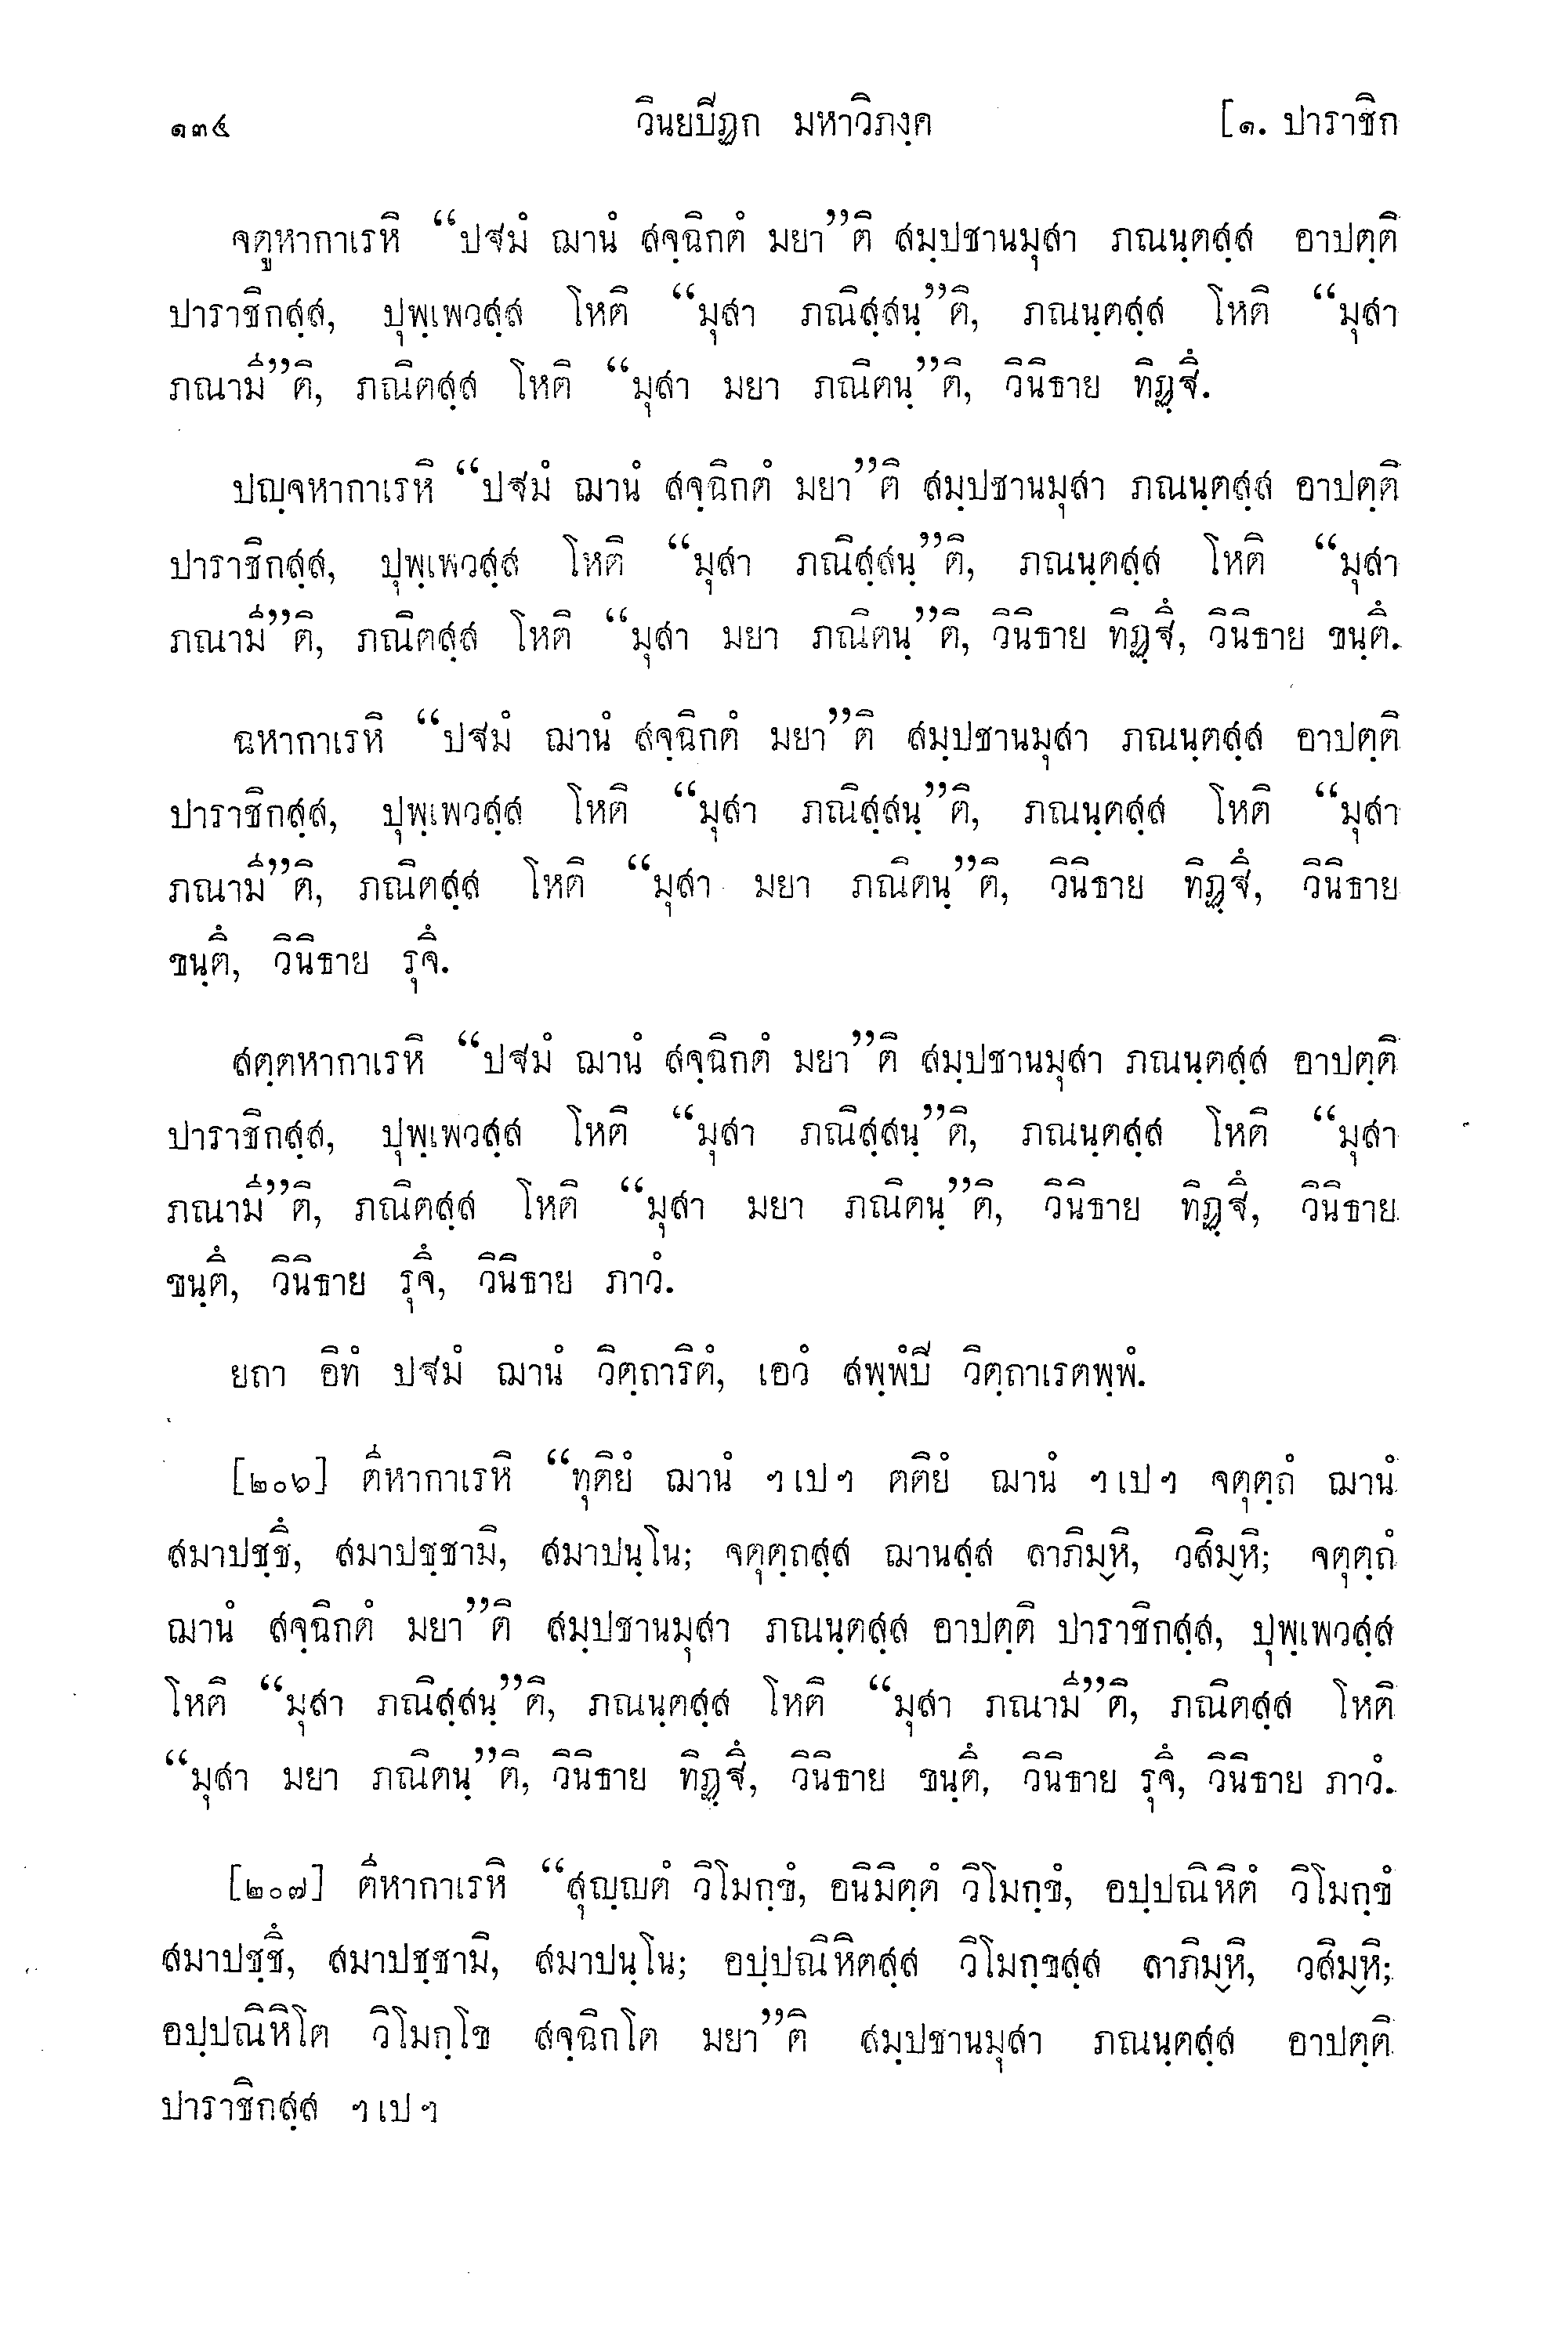 ๑๓๔ วินยปิฏก มหาวิภงฺค [๑. ปาราชิก
จตูหากาเรหิ “ปฐมํ ฌานํ สจฺฉิกตํ มยา”ติ สมฺปชานมุสา ภณนฺตสฺส อาปตฺติ
ปาราชิกสฺส, ปุพฺเพวสฺส โหติ “มุสา ภณิสฺสนฺ”ติ, ภณนฺตสฺส โหติ “มุสา
ภณามี”ติ, ภณิตสฺส โหติ “มุสา มยา ภณิตนฺ”ติ, วินิธาย ทิฏฺฐึ.
ปญฺจหากาเรหิ “ปฐมํ ฌานํ สจฺฉิกตํ มยา”ติ สมฺปชานมุสา ภณนฺตสฺส อาปตฺติ
ปาราชิกสฺส, ปุพฺเพวสฺส โหติ “มุสา ภณิสฺสนฺ”ติ, ภณนฺตสฺส โหติ “มุสา
ภณามี”ติ, ภณิตสฺส โหติ “มุสา มยา ภณิตนฺ”ติ, วินิธาย ทิฏฺฐึ, วินิธาย ขนฺตึ.
ฉหากาเรหิ “ปฐมํ ฌานํ สจฺฉิกตํ มยา”ติ สมฺปชานมุสา ภณนฺตสฺส อาปตฺติ
ปาราชิกสฺส, ปุพฺเพวสฺส โหติ “มุสา ภณิสฺสนฺ”ติ, ภณนฺตสฺส โหติ “มุสา
ภณามี”ติ, ภณิตสฺส โหติ “มุสา มยา ภณิตนฺ”ติ, วินิธาย ทิฏฺฐึ, วินิธาย
ขนฺตึ, วินิธาย รุจึ.
สตฺตหากาเรหิ “ปฐมํ ฌานํ สจฺฉิกตํ มยา”ติ สมฺปชานมุสา ภณนฺตสฺส อาปตฺติ
ปาราชิกสฺส, ปุพฺเพวสฺส โหติ “มุสา ภณิสฺสนฺ”ติ, ภณนฺตสฺส โหติ “มุสา
ภณามี”ติ, ภณิตสฺส โหติ “มุสา มยา ภณิตนฺ”ติ, วินิธาย ทิฏฺฐึ, วินิธาย
ขนฺตึ, วินิธาย รุจึ, วินิธาย ภาวํ.
ยถา อิทํ ปฐมํ ฌานํ วิตฺถาริตํ, เอวํ สพฺพํปิ วิตฺถาเรตพฺพํ.
[๒๐๖] ตีหากาเรหิ “ทุติยํ ฌานํ ฯเปฯ ตติยํ ฌานํ ฯเปฯ จตุตฺถํ ฌานํ
สมาปชฺชึ, สมาปชฺชามิ, สมาปนฺโน; จตุตฺถสฺส ฌานสฺส ลาภิมฺหิ, วสิมฺหิ; จตุตฺถํ
ฌานํ สจฺฉิกตํ มยา”ติ สมฺปชานมุสา ภณนฺตสฺส อาปตฺติ ปาราชิกสฺส, ปุพฺเพวสฺส
โหติ “มุสา ภณิสฺสนฺ”ติ, ภณนฺตสฺส โหติ “มุสา ภณามี”ติ, ภณิตสฺส โหติ
“มุสา มยา ภณิตนฺ”ติ, วินิธาย ทิฏฺฐึ, วินิธาย ขนฺตึ, วินิธาย รุจึ, วินิธาย ภาวํ.
[๒๐๗] ตีหากาเรหิ “สุญฺญตํ วิโมกฺขํ, อนิมิตฺตํ วิโมกฺขํ, อปฺปณิหิตํ วิโมกฺขํ
สมาปชฺชึ, สมาปชฺชามิ, สมาปนฺโน; อปฺปณิหิตสฺส วิโมกฺขสฺส ลาภิมฺหิ, วสิมฺหิ;
อปฺปณิหิโต วิโมกฺโข สจฺฉิกโต มยา”ติ สมฺปชานมุสา ภณนฺตสฺส อาปตฺติ
ปาราชิกสฺส ฯเปฯ